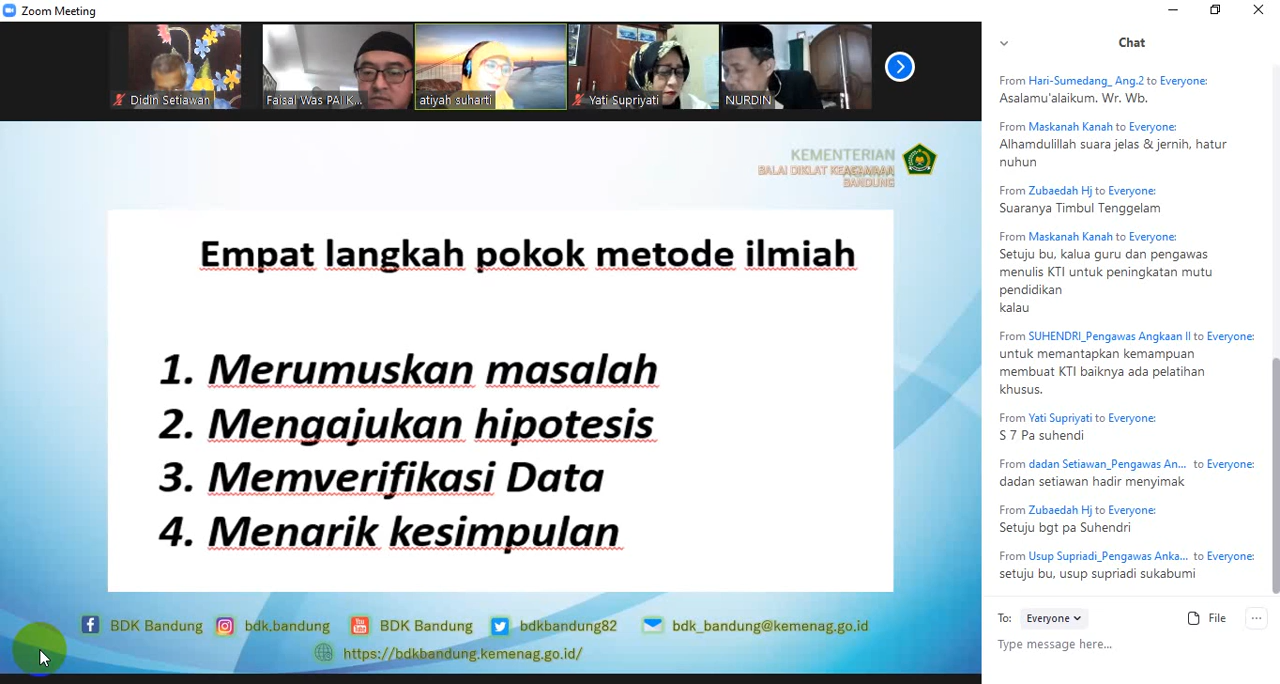 Zoom Meeting
Didin Setiawan
Faisal Was PAI K...
atiyah suharti
Yati Supriyati
NURDIN
KEMENTERIAN
BALAI DIKLAT KEAGAMAAN
BANDUNG
Empat langkah pokok metode ilmiah
1. Merumuskan masalah
2. Mengajukan hipotesis
3. Memverifikasi Data
4. Menarik kesimpulan
BDK Bandung
bdk.bandung
BDK Bandung
bdkbandung82
bdk_bandung@kemenag.go.id
https://bdkbandung.kemenag.go.id/
Chat
From Hari-Sumedang_ Ang.2 to Everyone:
Asalamu'alaikum. Wr. Wb.
From Maskanah Kanah to Everyone:
Alhamdulillah suara jelas & jernih, hatur
nuhun
From Zubaedah Hj to Everyone:
Suaranya Timbul Tenggelam
From Maskanah Kanah to Everyone:
Setuju bu, kalua guru dan pengawas
menulis KTI untuk peningkatan mutu
pendidikan
kalau
From SUHENDRI_Pengawas Angkaan II to Everyone:
untuk memantapkan kemampuan
membuat KTI baiknya ada pelatihan
khusus.
From Yati Supriyati to Everyone:
S 7 Pa suhendi
From dadan Setiawan_Pengawas An... to Everyone:
dadan setiawan hadir menyimak
From Zubaedah Hj to Everyone:
Setuju bgt pa Suhendri
From Usup Supriadi_Pengawas Anka... to Everyone:
setuju bu, usup supriadi sukabumi
To: Everyone
File
Type message here...